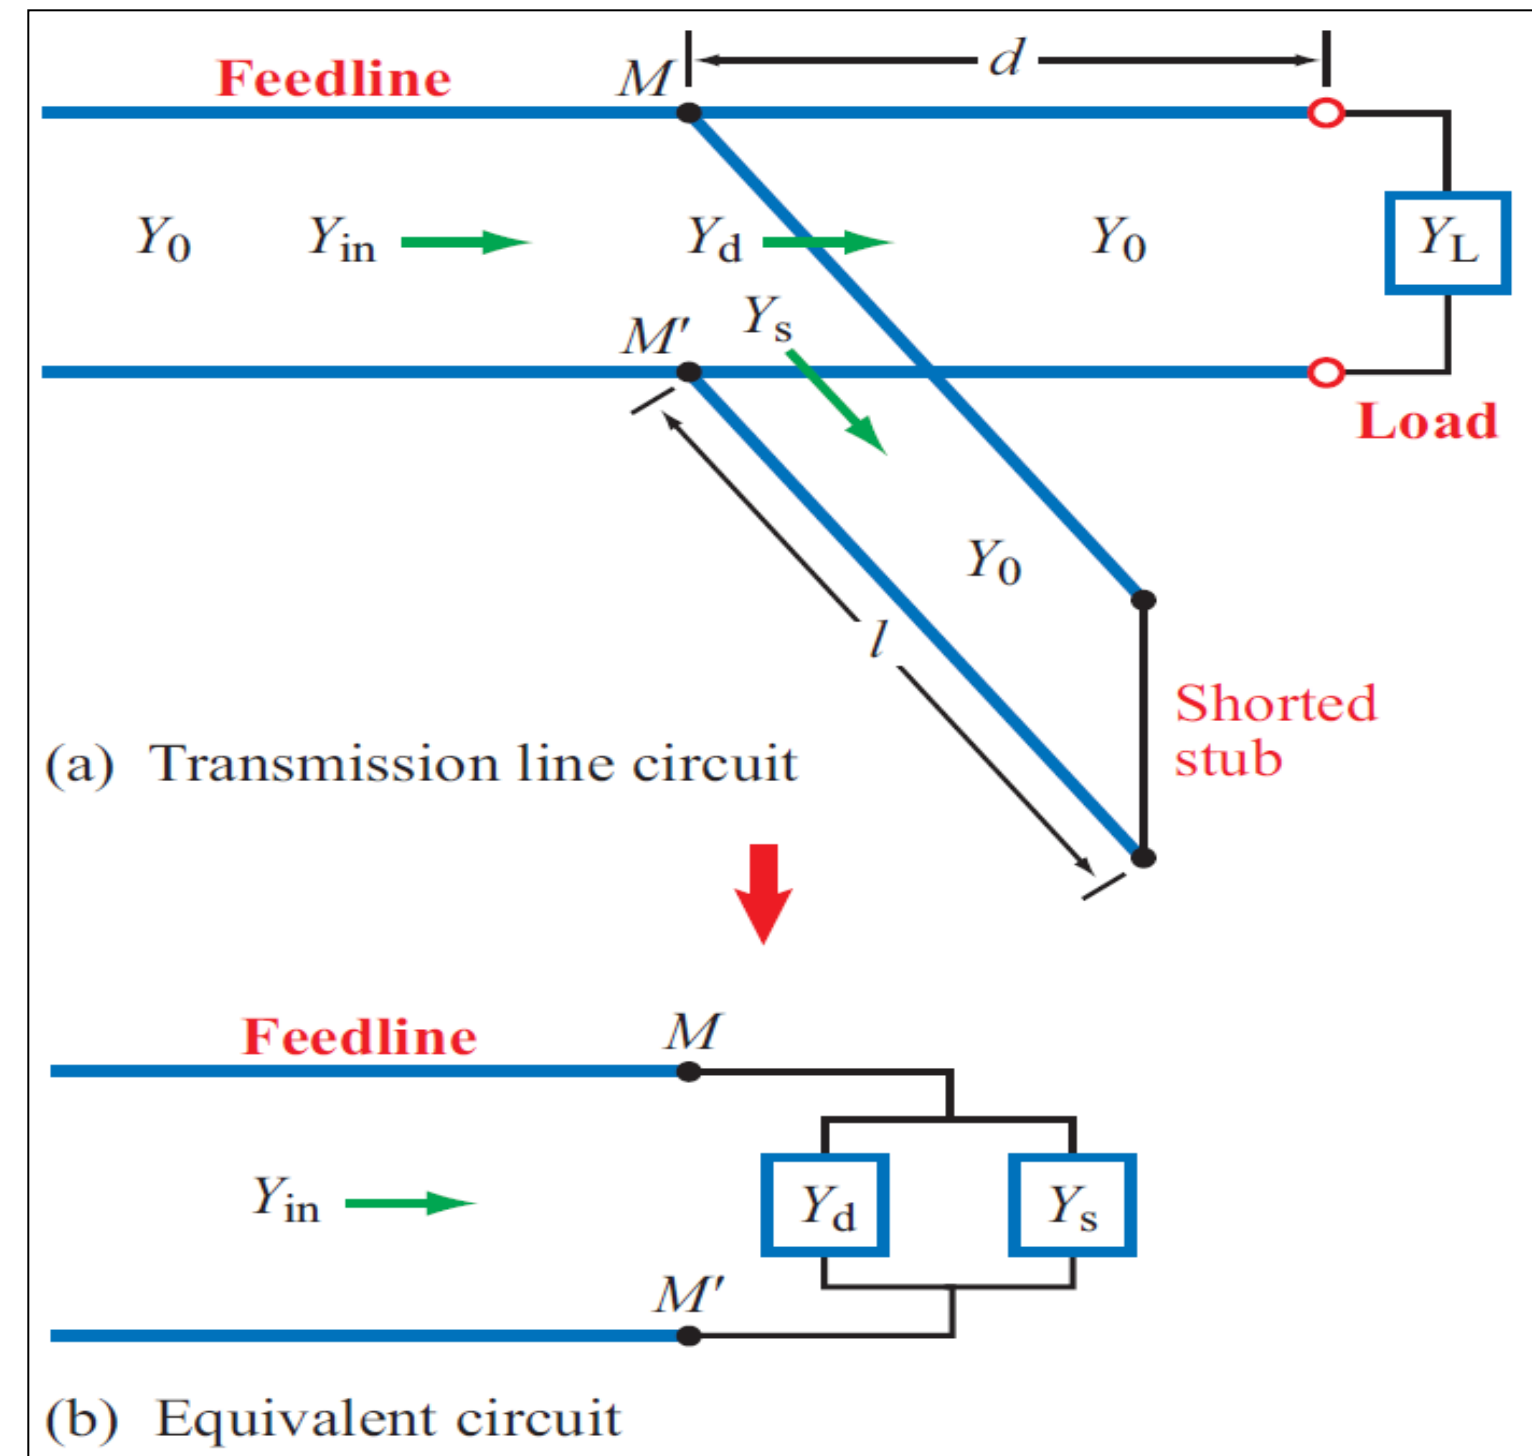 d
Feedline M
Y0 Yin Yd Y0 YL
M′ Ys
Load
Y0
l
Shorted
stub
(a) Transmission line circuit
Feedline M
Yin Yd Ys
M′
(b) Equivalent circuit